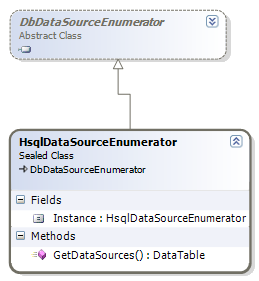 DbDataSourceEnumerator
Abstract Class
HsqlDataSourceEnumerator
Sealed Class
DbDataSourceEnumerator
Fields
Instance : HsqlDataSourceEnumerator
Methods
GetDataSources() : DataTable